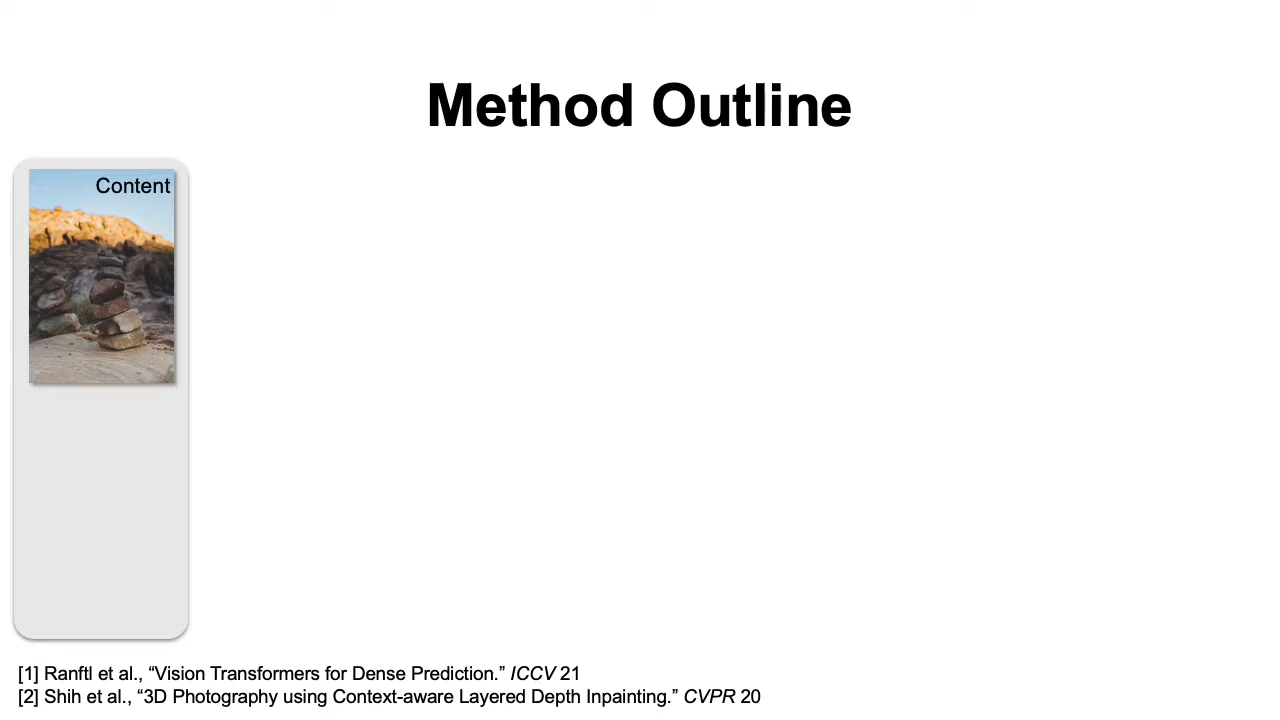 Method Outline
Content
[1] Ranftl et al., “Vision Transformers for Dense Prediction.” ICCV 21
[2] Shih et al., “3D Photography using Context-aware Layered Depth Inpainting.” CVPR 20